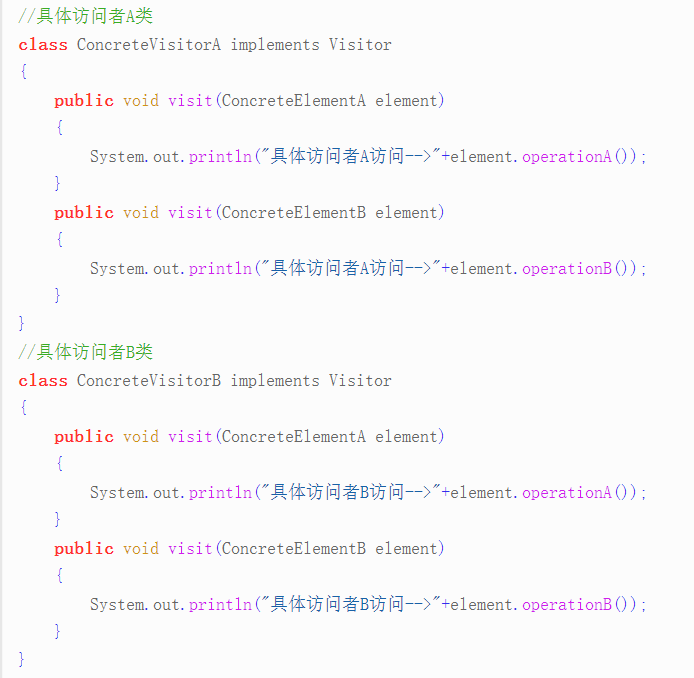 //具体访问者A类
class ConcreteVisitorA implements Visitor
{
    public void visit(ConcreteElementA element)
    {
        System.out.println("具体访问者A访问-->"+element.operationA());
    }
    public void visit(ConcreteElementB element)
    {
        System.out.println("具体访问者A访问-->"+element.operationB());
    }
}
//具体访问者B类
class ConcreteVisitorB implements Visitor
{
    public void visit(ConcreteElementA element)
    {
        System.out.println("具体访问者B访问-->"+element.operationA());
    }
    public void visit(ConcreteElementB element)
    {
        System.out.println("具体访问者B访问-->"+element.operationB());
    }
}